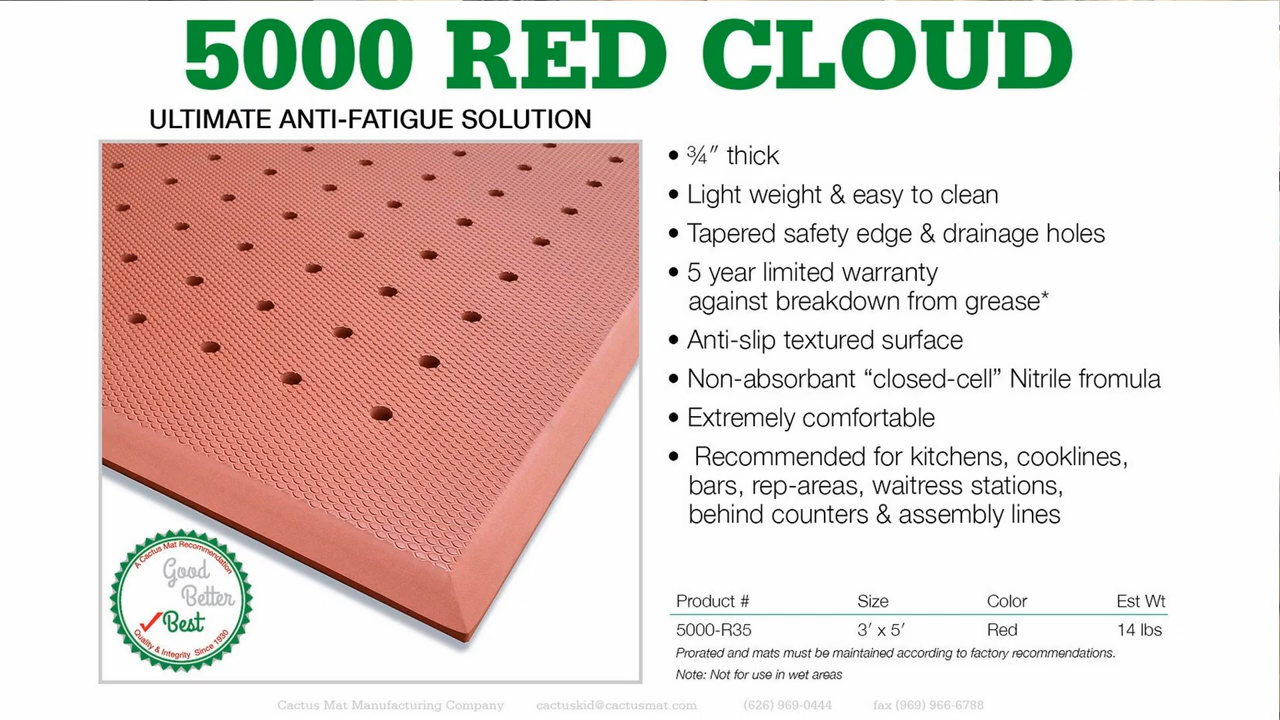 5000 RED CLOUD
ULTIMATE ANTI-FATIGUE SOLUTION
• ¾″ thick
• Light weight & easy to clean
• Tapered safety edge & drainage holes
• 5 year limited warranty
against breakdown from grease*
• Anti-slip textured surface
• Non-absorbant “closed-cell” Nitrile fromula
• Extremely comfortable
• Recommended for kitchens, cooklines,
bars, rep-areas, waitress stations,
behind counters & assembly lines
A Cactus Mat Recommendation
Good
Better
✓Best
Quality & Integrity Since 1930
Product # Size Color Est Wt
5000-R35 3′ x 5′ Red 14 lbs
Prorated and mats must be maintained according to factory recommendations.
Note: Not for use in wet areas
Cactus Mat Manufacturing Company cactuskid@cactusmat.com (626) 969-0444 fax (969) 966-6788